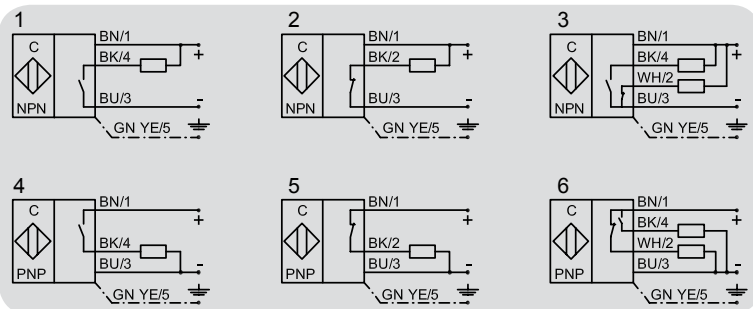 1
BN/1
C
BK/4
+
NPN
BU/3
-
GN YE/5
2
BN/1
C
BK/2
+
NPN
BU/3
-
GN YE/5
3
BN/1
C
BK/4
+
WH/2
NPN
BU/3
-
GN YE/5
4
BN/1
C
+
BK/4
PNP
BU/3
-
GN YE/5
5
BN/1
C
+
BK/2
PNP
BU/3
-
GN YE/5
6
BN/1
C
+
BK/4
WH/2
PNP
BU/3
-
GN YE/5